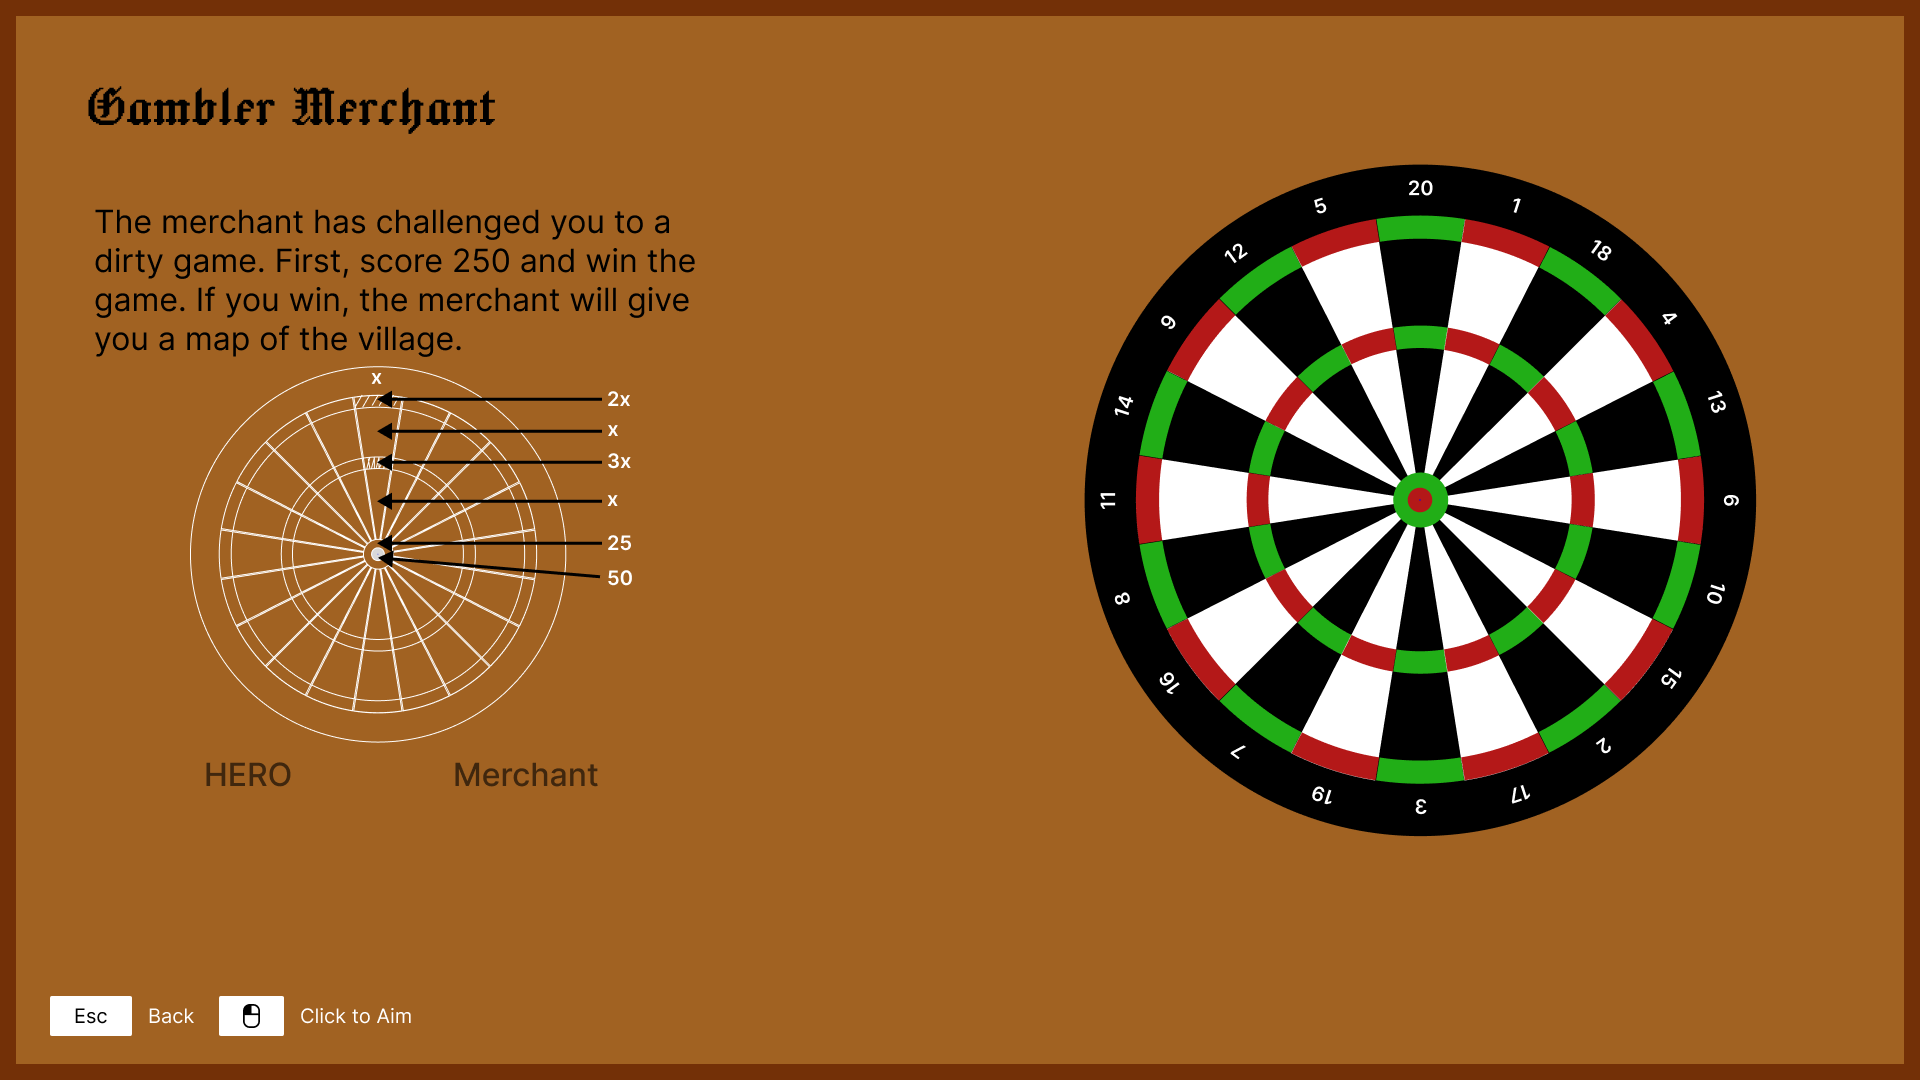 Gambler Merchant
The merchant has challenged you to a
dirty game. First, score 250 and win the
game. If you win, the merchant will give
you a map of the village.
x
2x
x
3x
x
25
50
HERO Merchant
20
1
18
4
13
6
10
15
2
17
3
19
7
16
8
11
14
9
12
5
Esc Back Click to Aim